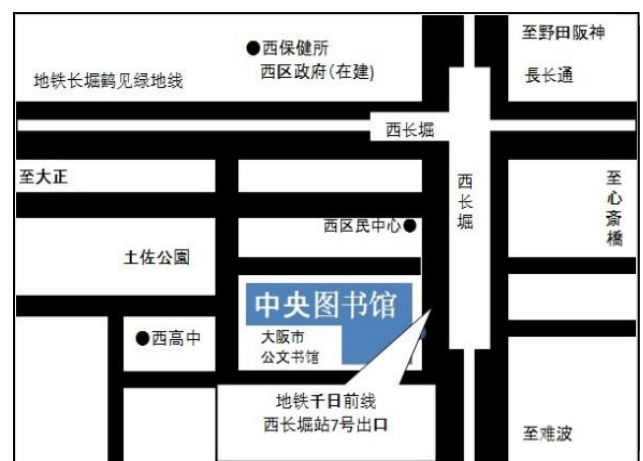 ●西保健所
西区政府(在建)
至野田阪神
長长通
地铁长堀鹤见绿地线
西长堀
至大正
西长堀
至心斎橋
西区民中心●
土佐公園
中央图书馆
●西高中
大阪市
公文书馆
地铁千日前线
西长堀站7号出口
至难波